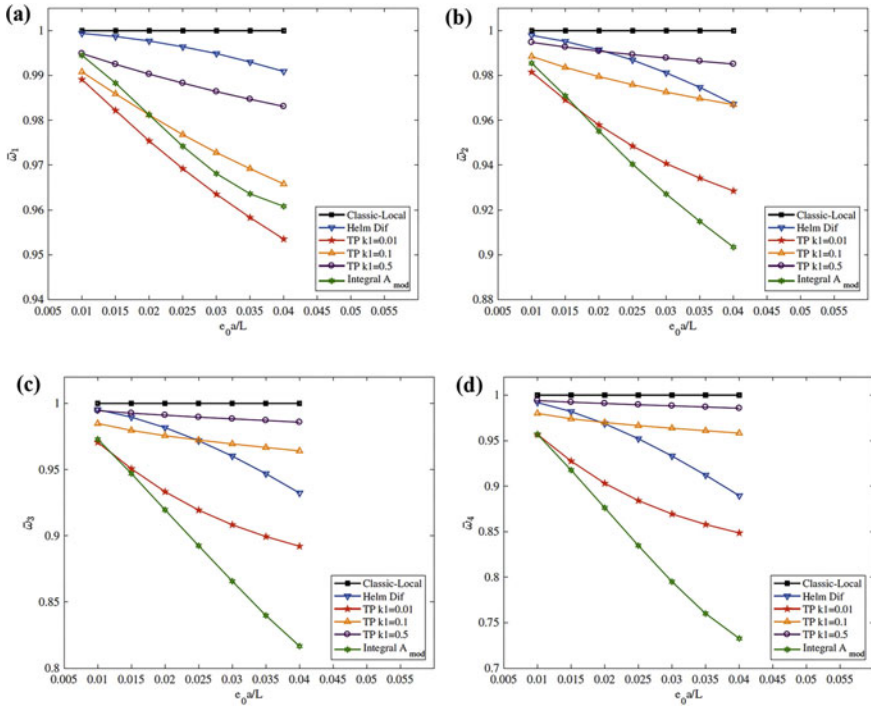 (a)
1
0.99
0.98
0.97
0.96
0.95
0.94
ω̄1
0.005 0.01 0.015 0.02 0.025 0.03 0.035 0.04 0.045 0.05 0.055
e0a/L
Classic-Local
Helm Dif
TP k1=0.01
TP k1=0.1
TP k1=0.5
Integral A mod
(b)
1
0.98
0.96
0.94
0.92
0.9
0.88
ω̄2
0.005 0.01 0.015 0.02 0.025 0.03 0.035 0.04 0.045 0.05 0.055
e0a/L
Classic-Local
Helm Dif
TP k1=0.01
TP k1=0.1
TP k1=0.5
Integral A mod
(c)
1
0.95
0.9
0.85
0.8
ω̄3
0.005 0.01 0.015 0.02 0.025 0.03 0.035 0.04 0.045 0.05 0.055
e0a/L
Classic-Local
Helm Dif
TP k1=0.01
TP k1=0.1
TP k1=0.5
Integral A mod
(d)
1
0.95
0.9
0.85
0.8
0.75
0.7
ω̄4
0.005 0.01 0.015 0.02 0.025 0.03 0.035 0.04 0.045 0.05 0.055
e0a/L
Classic-Local
Helm Dif
TP k1=0.01
TP k1=0.1
TP k1=0.5
Integral A mod